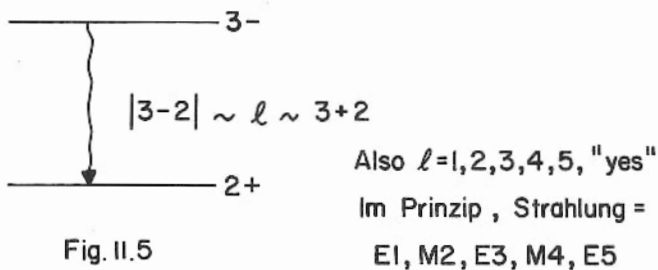 3-
|3-2| ~ ℓ ~ 3+2
Also ℓ=1,2,3,4,5, "yes"
2+
Im Prinzip, Strahlung =
Fig. II.5
E1, M2, E3, M4, E5